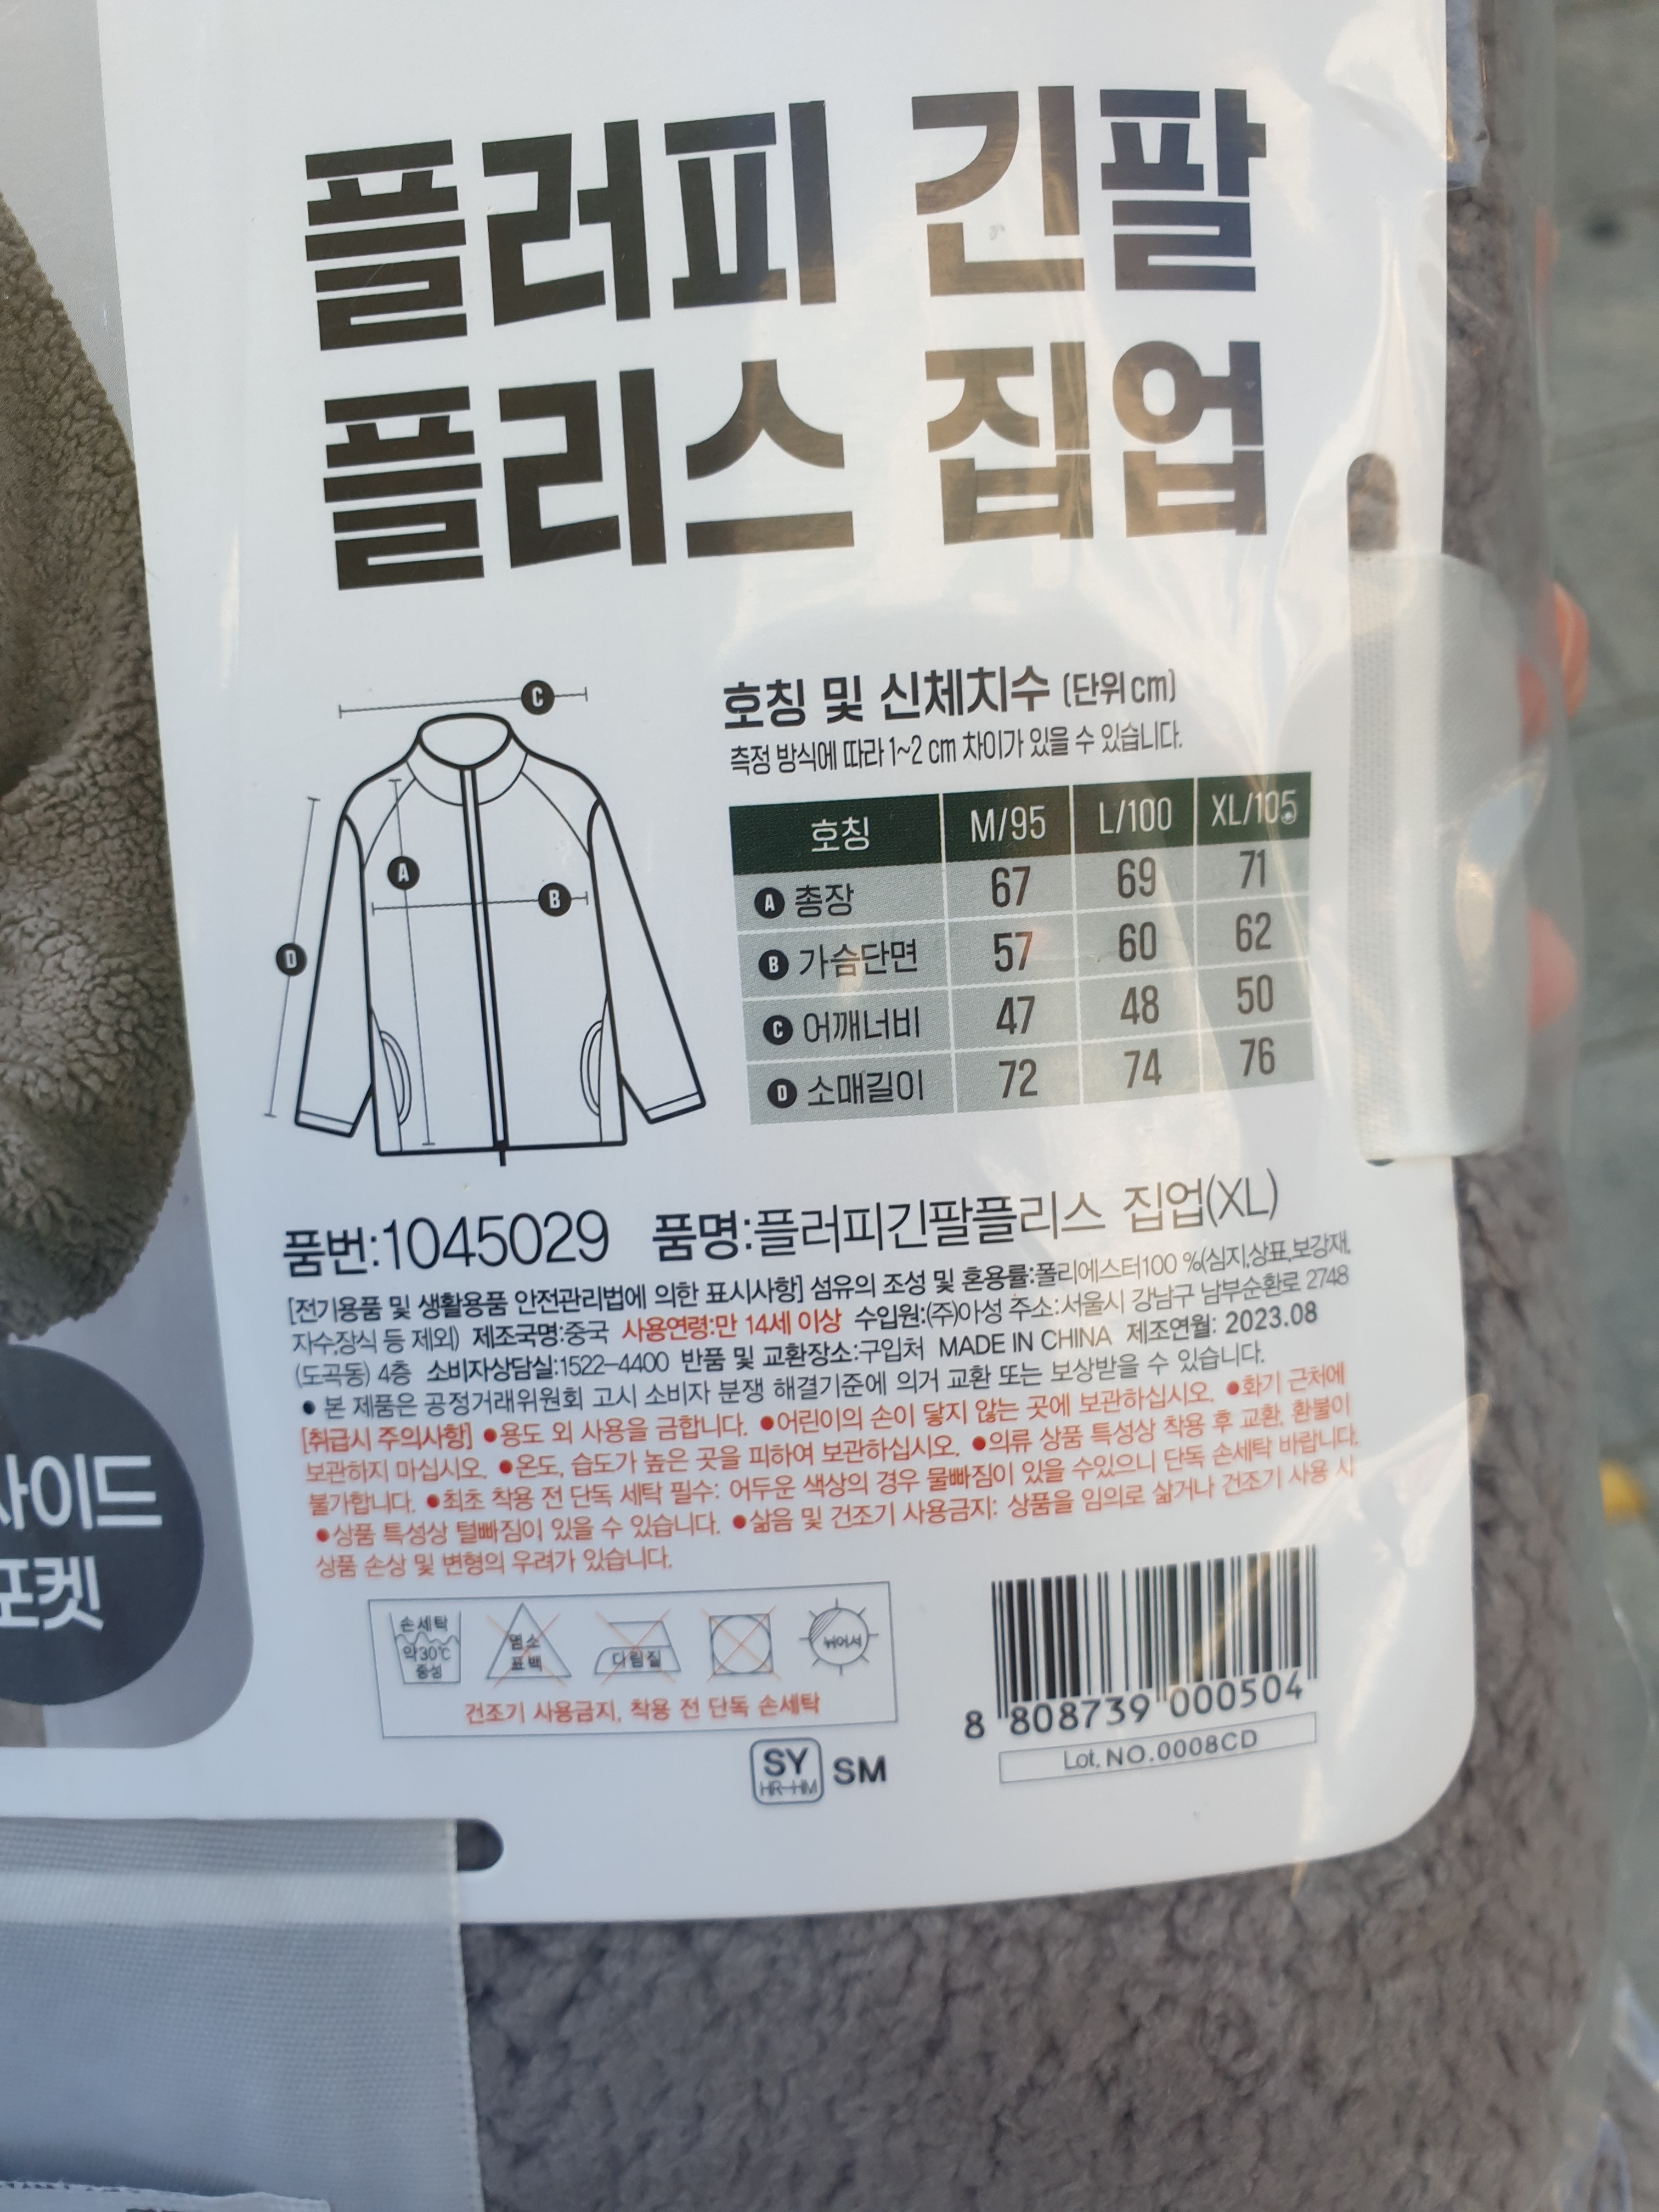 플러피 긴팔
플리스 집업
C
A
B
D
호칭 및 신체치수 (단위 cm)
측정 방식에 따라 1~2 cm 차이가 있을 수 있습니다.
호칭 M/95 L/100 XL/105
A 총장 67 69 71
B 가슴단면 57 60 62
C 어깨너비 47 48 50
D 소매길이 72 74 76
품번:1045029 품명:플러피긴팔플리스 집업(XL)
[전기용품 및 생활용품 안전관리법에 의한 표시사항] 섬유의 조성 및 혼용률:폴리에스터100 %(심지,상표,보강재,
자수,장식 등 제외) 제조국명:중국 사용연령:만 14세 이상 수입원:(주)아성 주소:서울시 강남구 남부순환로 2748
(도곡동) 4층 소비자상담실:1522-4400 반품 및 교환장소:구입처 MADE IN CHINA 제조연월: 2023.08
● 본 제품은 공정거래위원회 고시 소비자 분쟁 해결기준에 의거 교환 또는 보상받을 수 있습니다.
[취급시 주의사항] ●용도 외 사용을 금합니다. ●어린이의 손이 닿지 않는 곳에 보관하십시오. ●화기 근처에
보관하지 마십시오. ●온도, 습도가 높은 곳을 피하여 보관하십시오. ●의류 상품 특성상 착용 후 교환, 환불이
불가합니다. ●최초 착용 전 단독 세탁 필수: 어두운 색상의 경우 물빠짐이 있을 수있으니 단독 손세탁 바랍니다.
●상품 특성상 털빠짐이 있을 수 있습니다. ●삶음 및 건조기 사용금지: 상품을 임의로 삶거나 건조기 사용 시
상품 손상 및 변형의 우려가 있습니다.
사이드
포켓
손세탁
약30℃
중성
염소
표백
다림질
뉘어서
건조기 사용금지, 착용 전 단독 손세탁
8 808739 000504
Lot. NO.0008CD
SY
HR-HM
SM